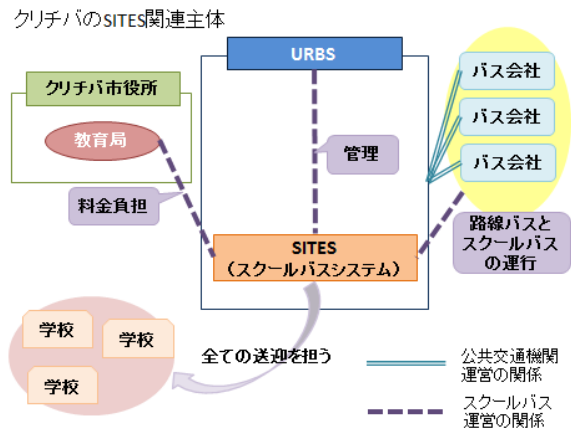 クリチバのSITES関連主体
URBS
クリチバ市役所
教育局
バス会社
バス会社
バス会社
管理
料金負担
SITES
(スクールバスシステム)
路線バスと
スクールバス
の運行
学校
学校
学校
全ての送迎を担う
公共交通機関
運営の関係
スクールバス
運営の関係